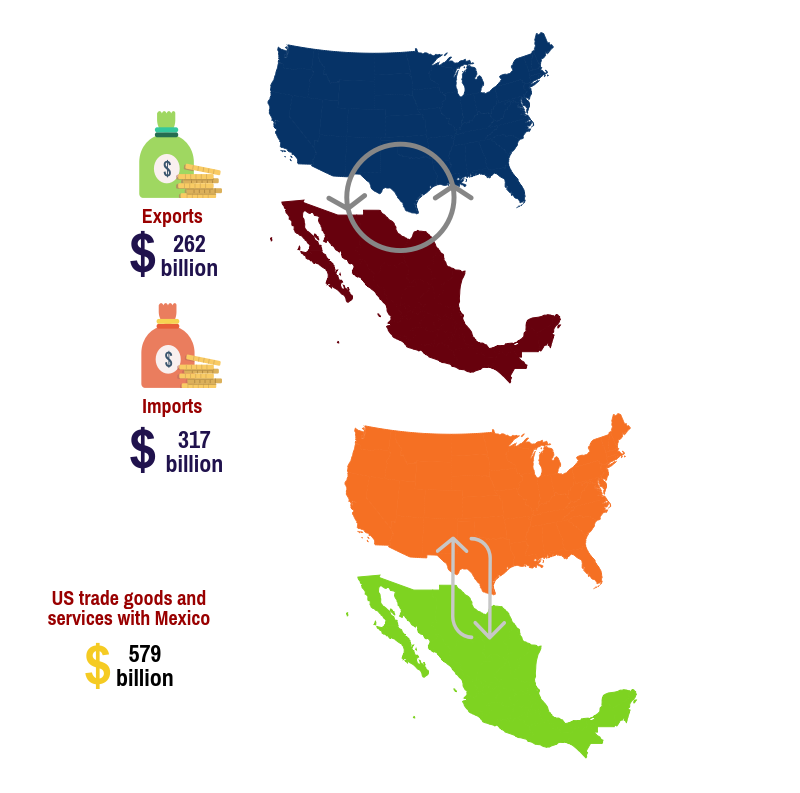 $
Exports
$ 262
billion
$
Imports
$ 317
billion
US trade goods and
services with Mexico
$ 579
billion